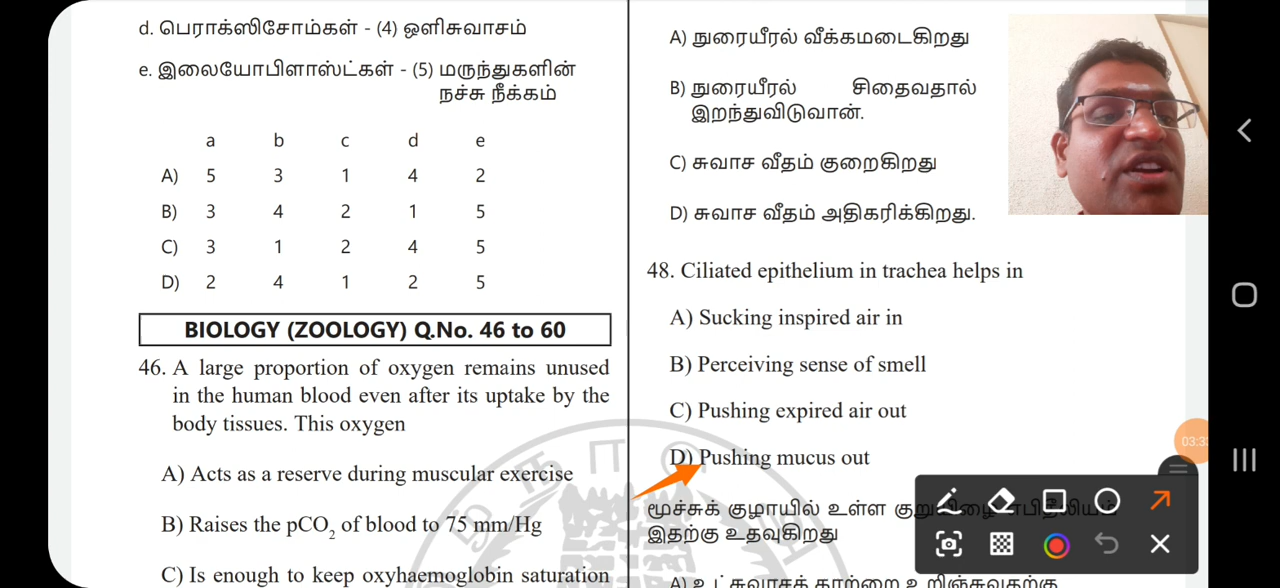 d. பெராக்ஸிசோம்கள் - (4) ஒளிசுவாசம்
e. இலையோபிளாஸ்ட்கள் - (5) மருந்துகளின்
நச்சு நீக்கம்
a b c d e
A) 5 3 1 4 2
B) 3 4 2 1 5
C) 3 1 2 4 5
D) 2 4 1 2 5
BIOLOGY (ZOOLOGY) Q.No. 46 to 60
46. A large proportion of oxygen remains unused
in the human blood even after its uptake by the
body tissues. This oxygen
A) Acts as a reserve during muscular exercise
B) Raises the pCO₂ of blood to 75 mm/Hg
C) Is enough to keep oxyhaemoglobin saturation
A) நுரையீரல் வீக்கமடைகிறது
B) நுரையீரல் சிதைவதால்
இறந்துவிடுவான்.
C) சுவாச வீதம் குறைகிறது
D) சுவாச வீதம் அதிகரிக்கிறது.
48. Ciliated epithelium in trachea helps in
A) Sucking inspired air in
B) Perceiving sense of smell
C) Pushing expired air out
D) Pushing mucus out
மூச்சுக் குழாயில் உள்ள
இதற்கு உதவுகிறது
A) உட்சுவாசக் காற்றை உறிஞ்சுவதற்கு
03:3